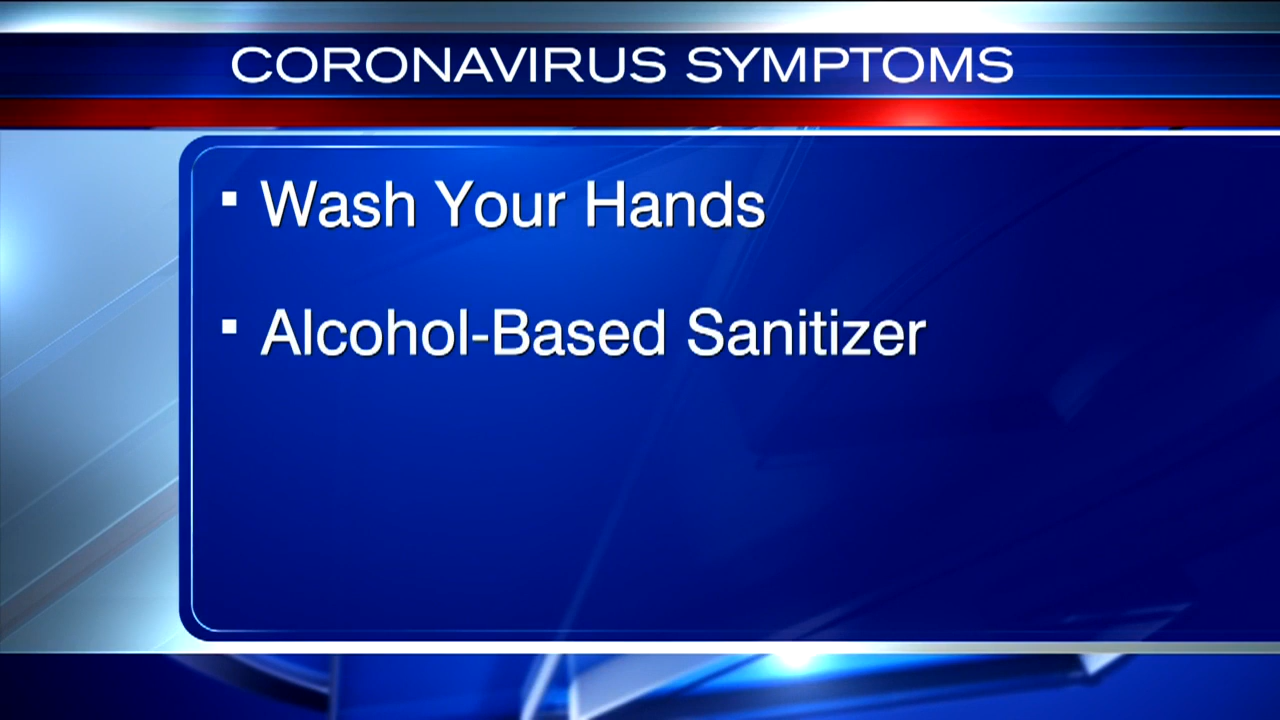 CORONAVIRUS SYMPTOMS
▪ Wash Your Hands
▪ Alcohol-Based Sanitizer